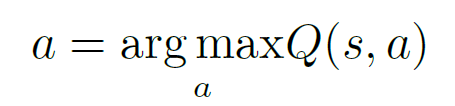 a = arg max Q(s, a)
a